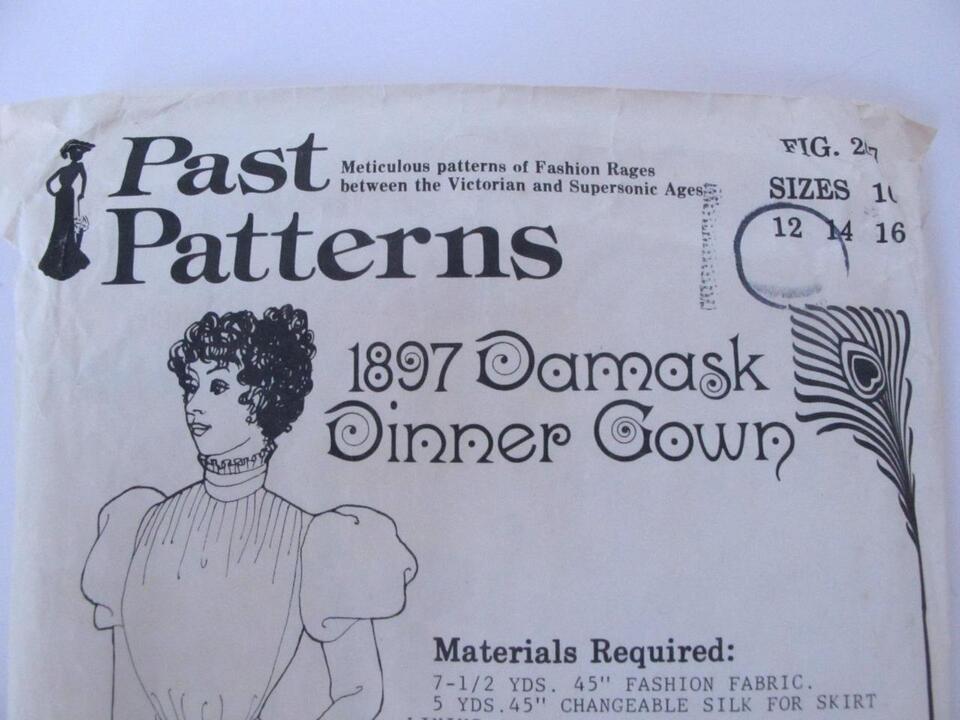 Past
Patterns
Meticulous patterns of Fashion Rages
between the Victorian and Supersonic Ages
FIG.
SIZES
12 14 16
1897 Damask
Dinner Gown
Materials Required:
7-1/2 YDS. 45" FASHION FABRIC.
5 YDS.45" CHANGEABLE SILK FOR SKIRT